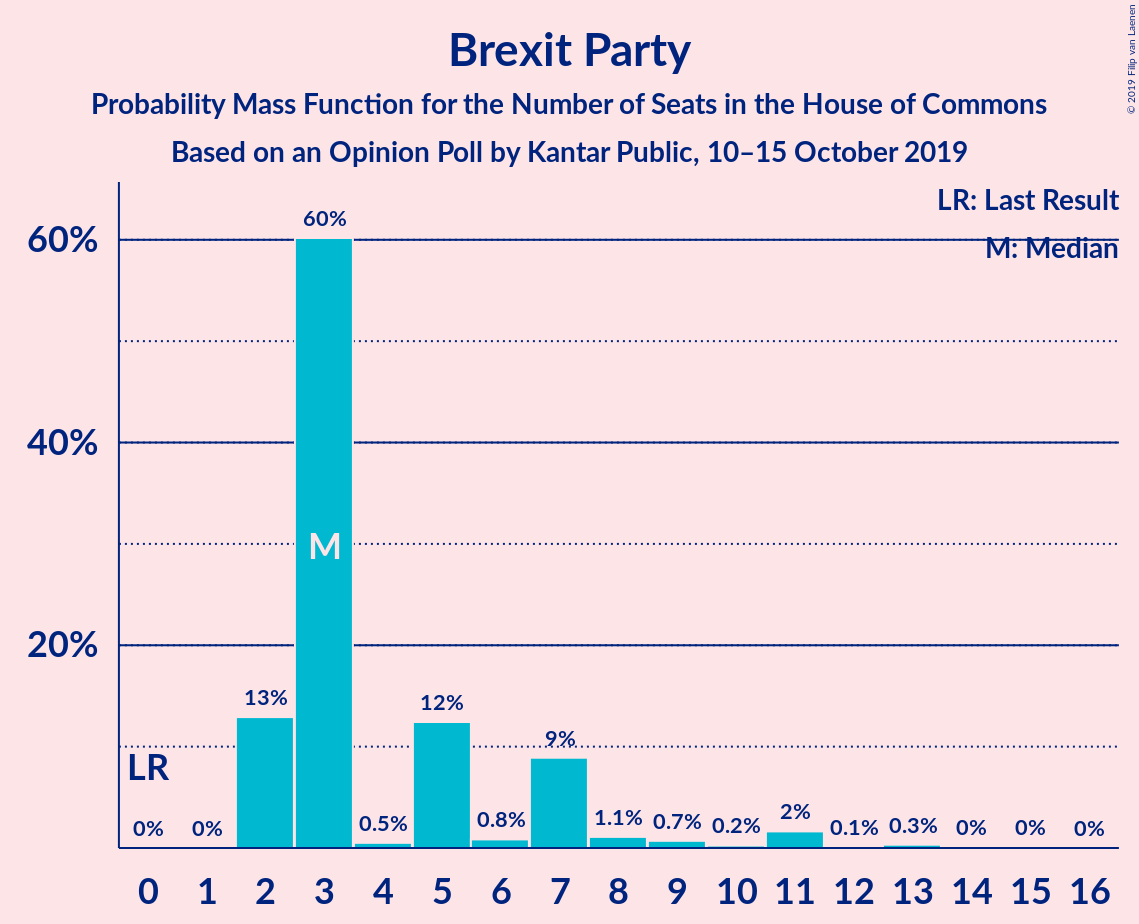 Brexit Party
Probability Mass Function for the Number of Seats in the House of Commons
Based on an Opinion Poll by Kantar Public, 10–15 October 2019
© 2019 Filip van Laenen
LR: Last Result
M: Median
60%
40%
20%
60%
M
13%
12%
9%
LR
0%
0%
0.5%
0.8%
1.1%
0.7%
0.2%
2%
0.1%
0.3%
0%
0%
0%
0 1 2 3 4 5 6 7 8 9 10 11 12 13 14 15 16